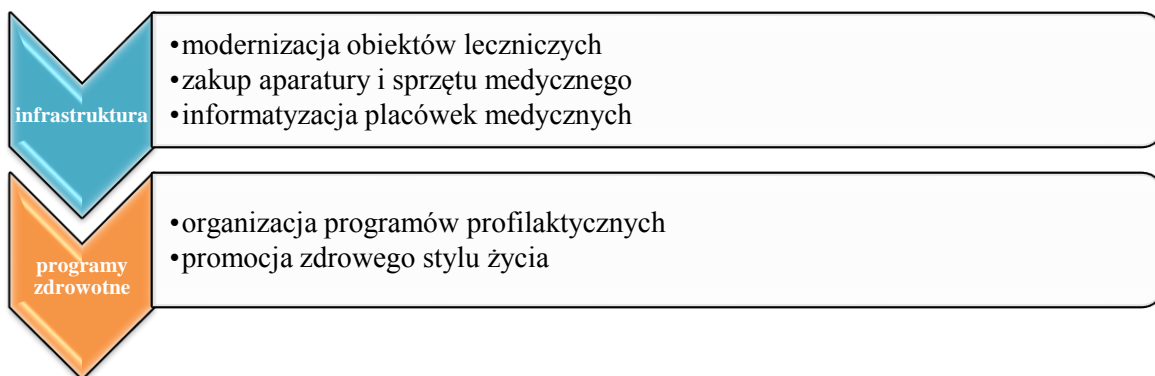 infrastruktura
•modernizacja obiektów leczniczych
•zakup aparatury i sprzętu medycznego
•informatyzacja placówek medycznych
programy
zdrowotne
•organizacja programów profilaktycznych
•promocja zdrowego stylu życia